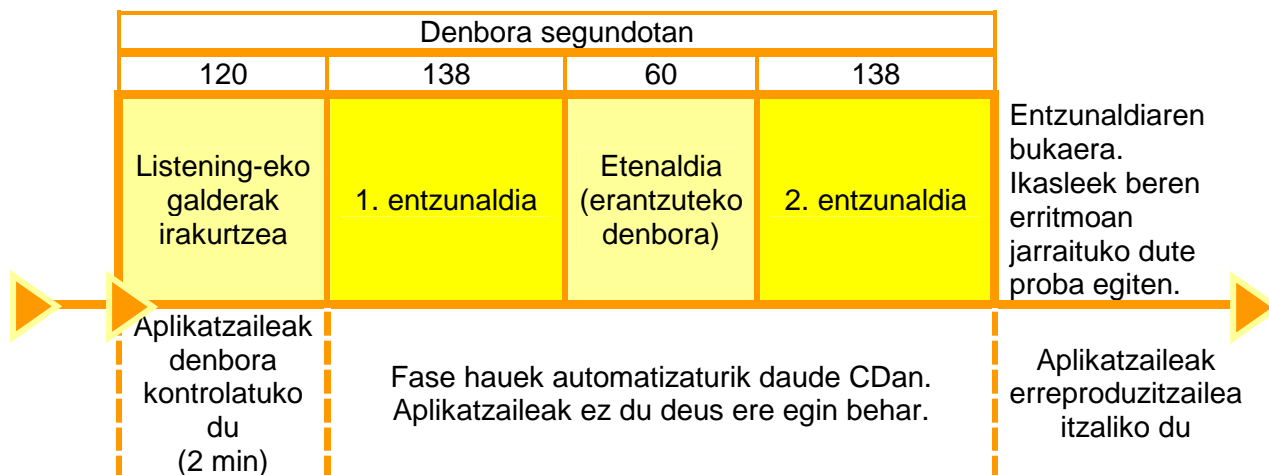 Denbora segundotan
120
138
60
138
Listening-eko
galderak
irakurtzea
1. entzunaldia
Etenaldia
(erantzuteko
denbora)
2. entzunaldia
Entzunaldiaren
bukaera.
Ikasleek beren
erritmoan
jarraituko dute
proba egiten.
Aplikatzaileak
denbora
kontrolatuko
du
(2 min)
Fase hauek automatizaturik daude CDan.
Aplikatzaileak ez du deus ere egin behar.
Aplikatzaileak
erreproduzitzailea
itzaliko du